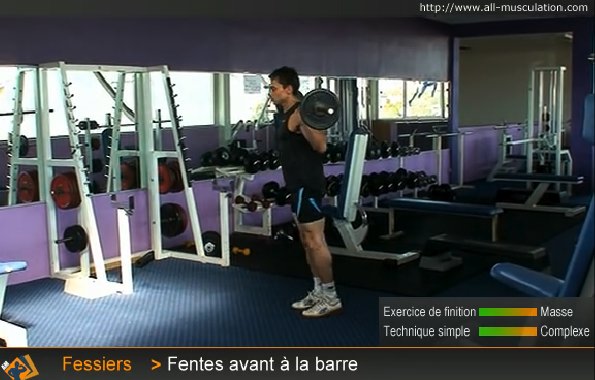 http://www.all-musculation.com
Exercice de finition Masse
Technique simple Complexe
Fessiers > Fentes avant à la barre